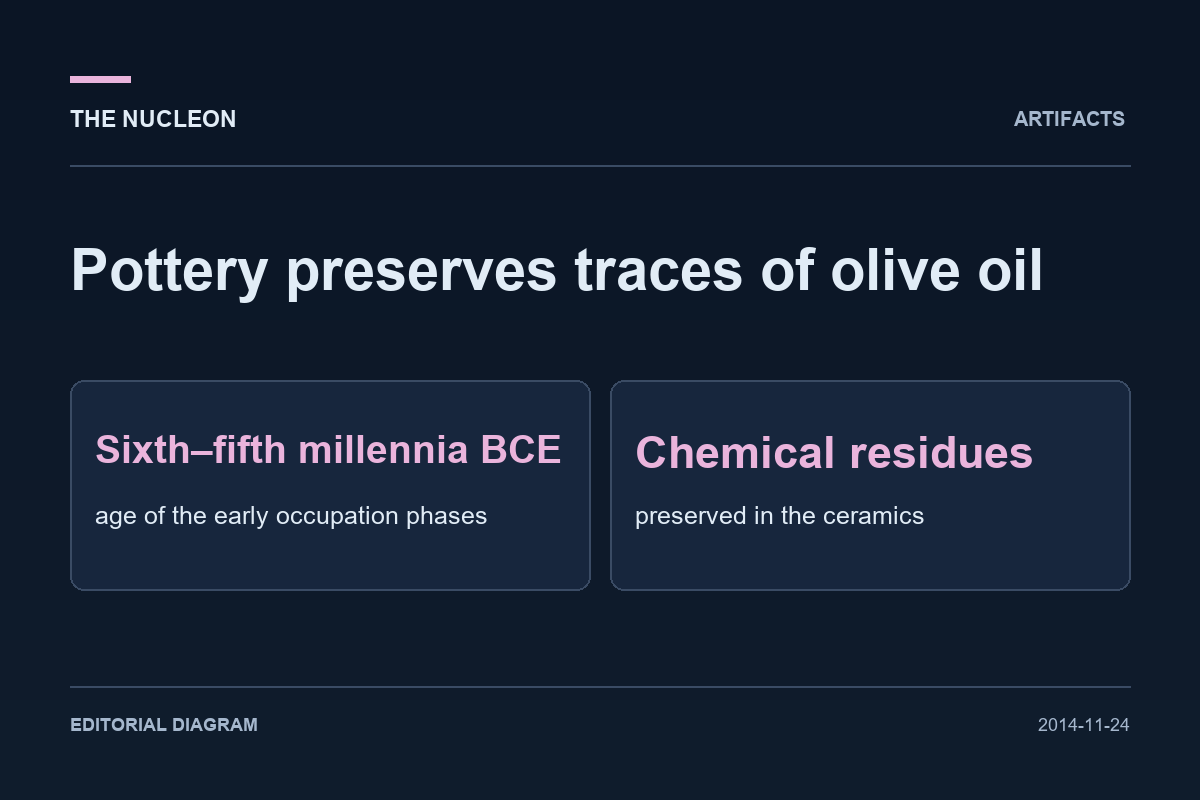 THE NUCLEON
ARTIFACTS
Pottery preserves traces of olive oil
Sixth–fifth millennia BCE
age of the early occupation phases
Chemical residues
preserved in the ceramics
EDITORIAL DIAGRAM
2014-11-24